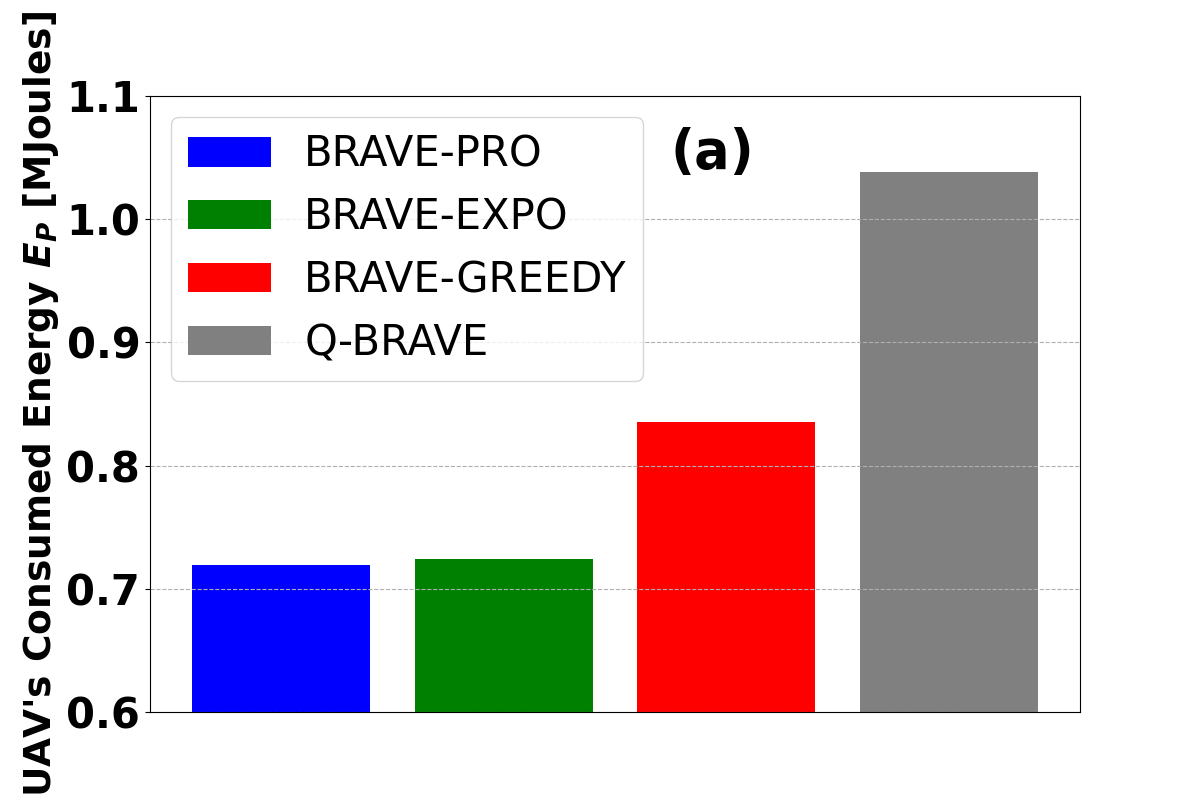 UAV's Consumed Energy E_P [MJoules]
1.1
1.0
0.9
0.8
0.7
0.6
BRAVE-PRO
BRAVE-EXPO
BRAVE-GREEDY
Q-BRAVE
(a)